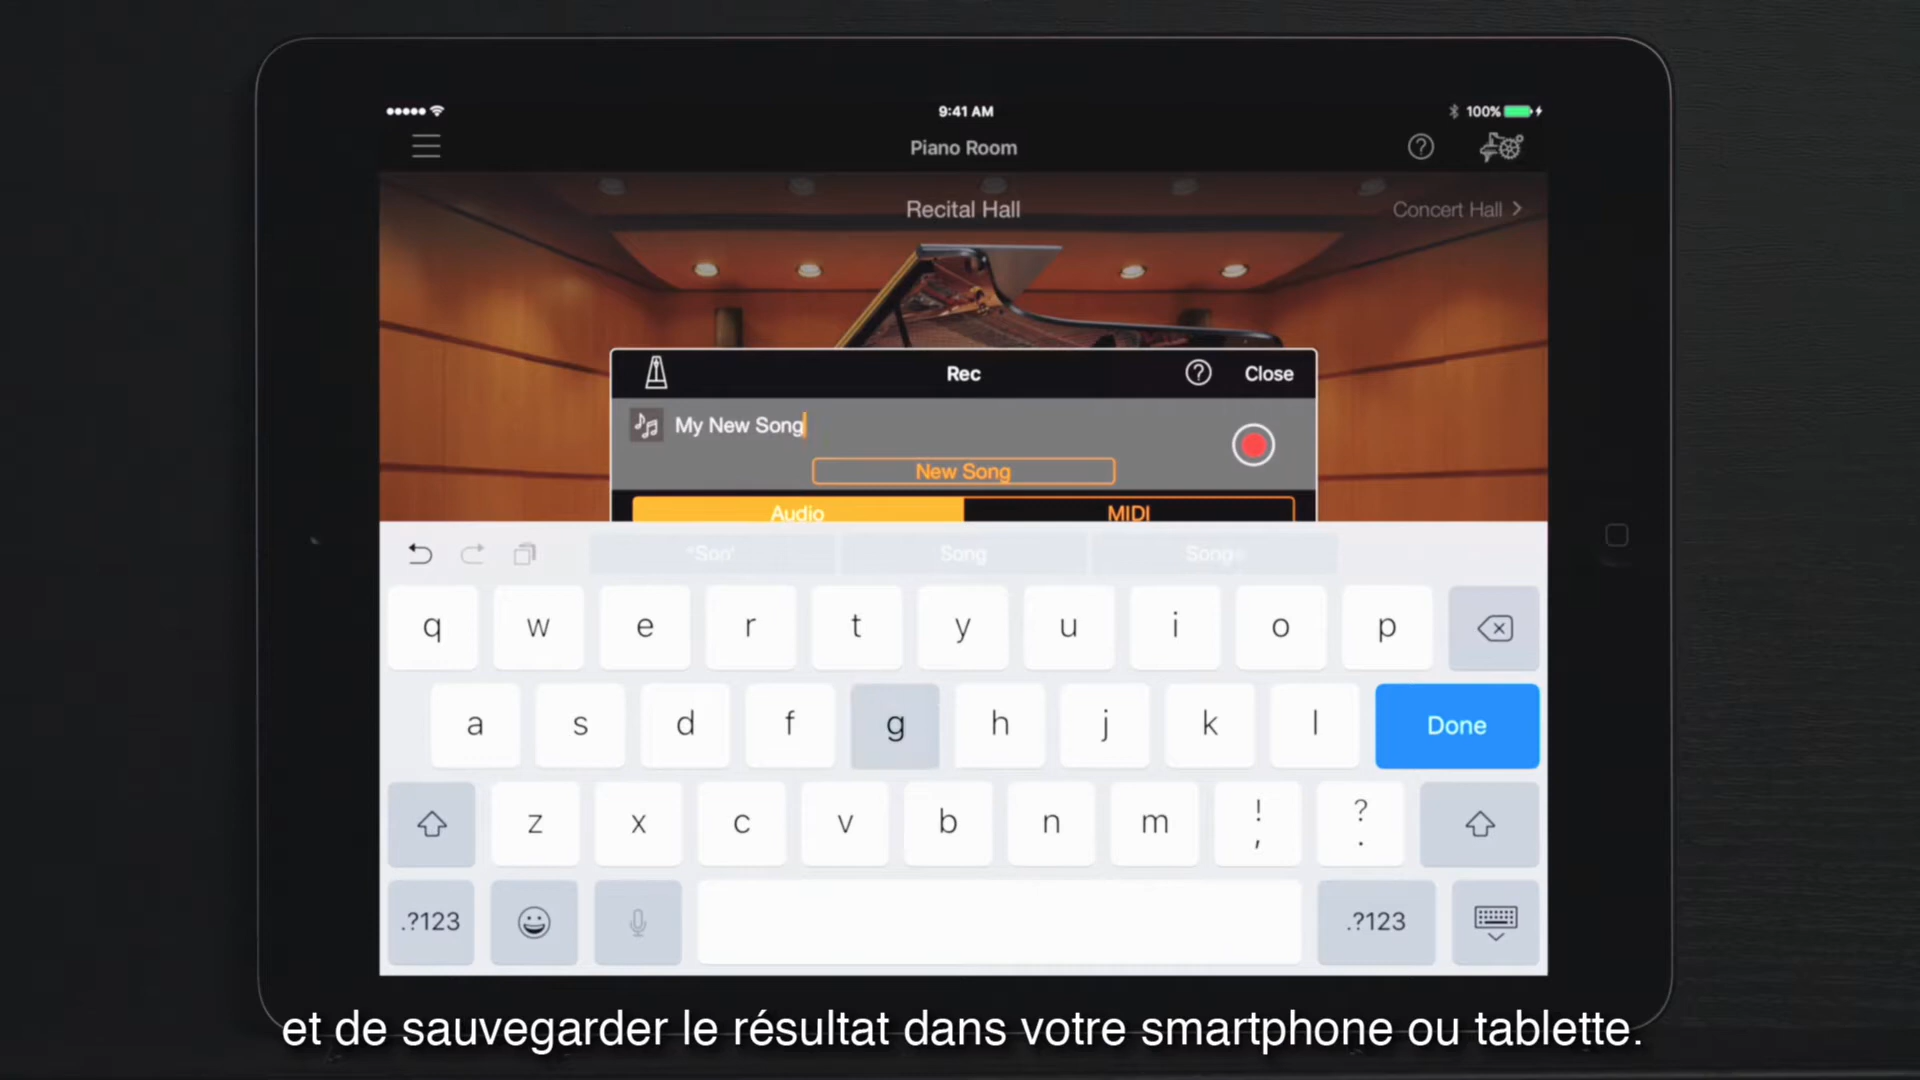 9:41 AM
100%
Piano Room
Recital Hall
Concert Hall
Rec
Close
My New Song
New Song
Audio
MIDI
Song
q w e r t y u i o p
a s d f g h j k l
Done
z x c v b n m ! , ? .
.?123
.?123
et de sauvegarder le résultat dans votre smartphone ou tablette.